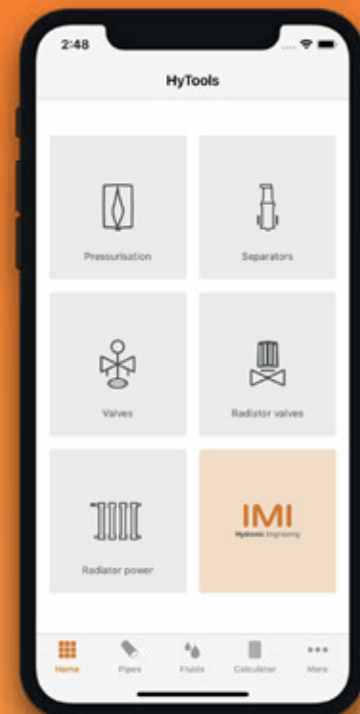 2:48
HyTools
Pressurisation
Separators
Valves
Radiator valves
Radiator power
IMI
Hydronic Engineering
Home
Pipes
Fluids
Calculator
More